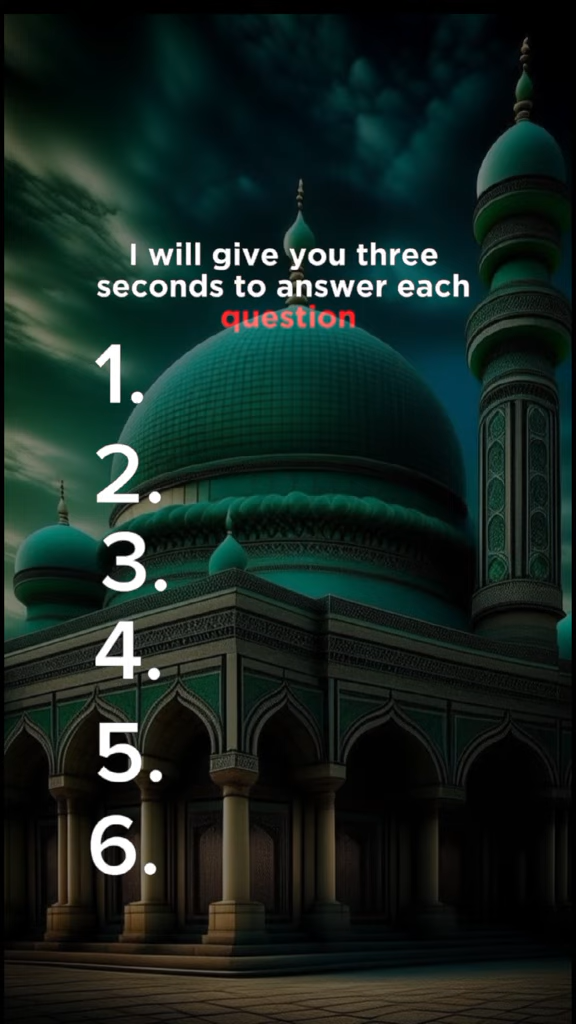 I will give you three
seconds to answer each
question
1.
2.
3.
4.
5.
6.